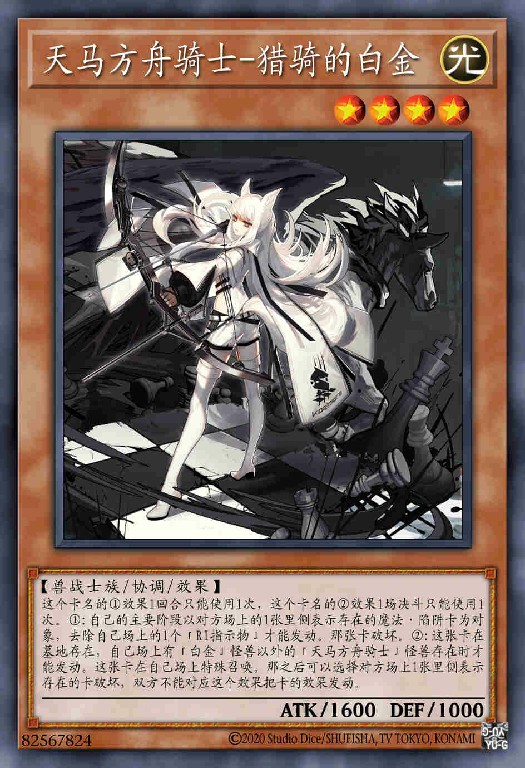 天马方舟骑士-猎骑的白金
光
【兽战士族/协调/效果】
这个卡名的①效果1回合只能使用1次，这个卡名的②效果1场决斗只能使用1
次。①：自己的主要阶段以对方场上的1张里侧表示存在的魔法·陷阱卡为对
象，去除自己场上的1个「RI指示物」才能发动。那张卡破坏。②：这张卡在
墓地存在，自己场上有「白金」怪兽以外的「天马方舟骑士」怪兽存在时才
能发动。这张卡在自己场上特殊召唤，那之后可以选择对方场上1张里侧表示
存在的卡破坏，双方不能对应这个效果把卡的效果发动。
ATK/1600 DEF/1000
82567824
©2020 Studio Dice/SHUEISHA, TV TOKYO, KONAMI